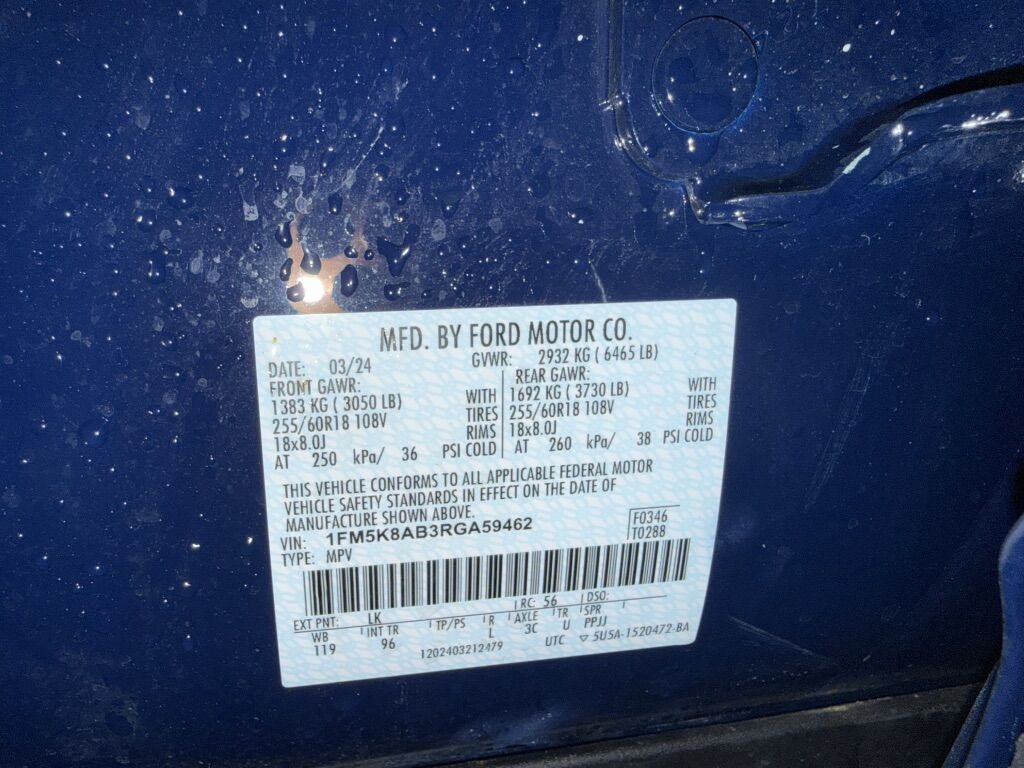 MFD. BY FORD MOTOR CO.
DATE: 03/24 GVWR: 2932 KG ( 6465 LB)
FRONT GAWR: REAR GAWR:
1383 KG ( 3050 LB) WITH 1692 KG ( 3730 LB) WITH
255/60R18 108V TIRES 255/60R18 108V TIRES
18x8.0J RIMS 18x8.0J RIMS
AT 250 kPa/ 36 PSI COLD AT 260 kPa/ 38 PSI COLD
THIS VEHICLE CONFORMS TO ALL APPLICABLE FEDERAL MOTOR
VEHICLE SAFETY STANDARDS IN EFFECT ON THE DATE OF
MANUFACTURE SHOWN ABOVE.
VIN: 1FM5K8AB3RGA59462 F0346
TYPE: MPV T0288
EXT PNT: LK RC: 56 DSO:
WB INT TR TP/PS R AXLE TR SPR
119 96 L 3C U PPJJ
1202403212479 UTC ▽ 5U5A-1520472-BA